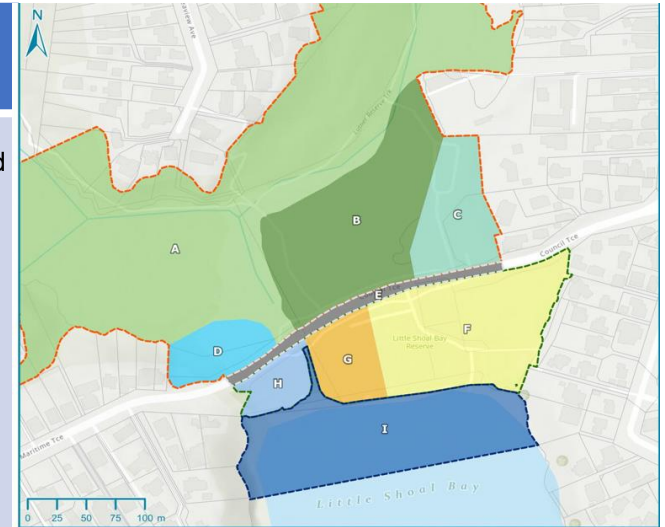 N
d
A
B
C
Council Tce
E
D
F
Little Shoal Bay
Reserve
G
H
Maritime Tce
I
Little Shoal Bay
0 25 50 75 100 m